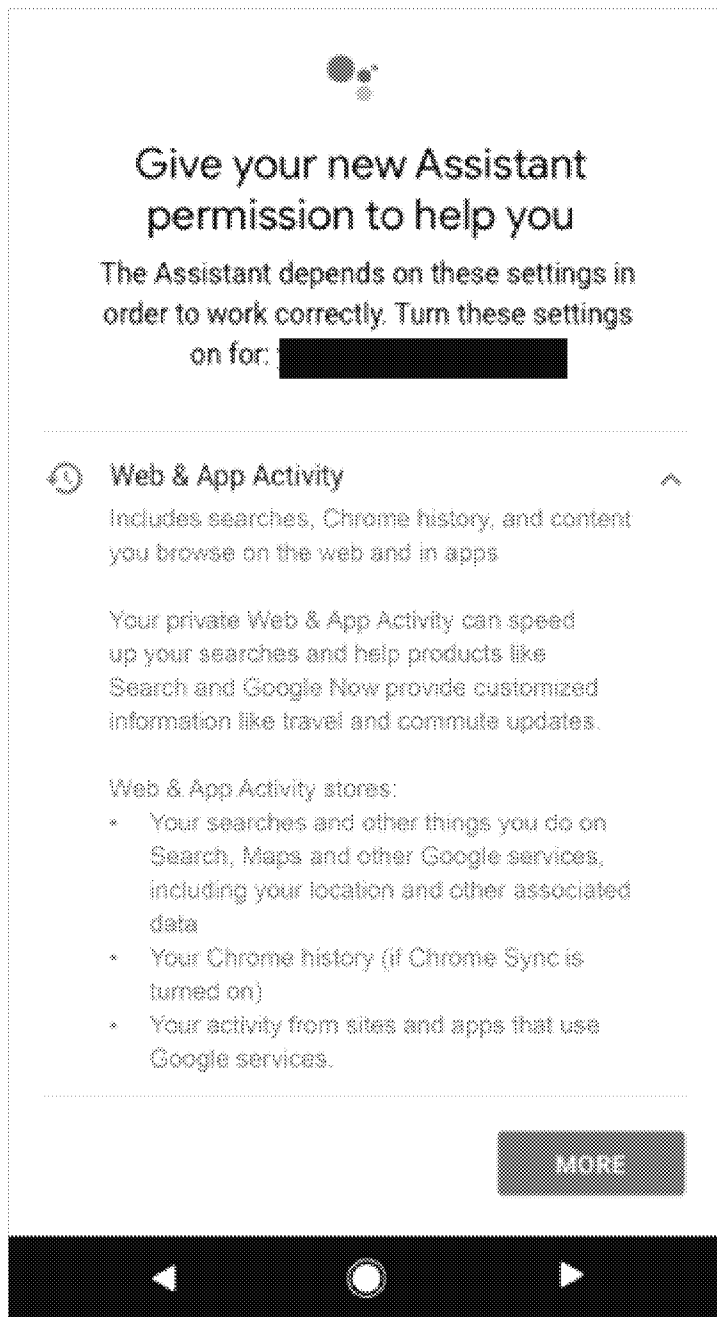 Give your new Assistant
permission to help you
The Assistant depends on these settings in
order to work correctly. Turn these settings
on for:
Web & App Activity
Includes searches, Chrome history, and content
you browse on the web and in apps
Your private Web & App Activity can speed
up your searches and help products like
Search and Google Now provide customized
information like travel and commute updates.
Web & App Activity stores:
• Your searches and other things you do on
Search, Maps and other Google services,
including your location and other associated
data
• Your Chrome history (if Chrome Sync is
turned on)
• Your activity from sites and apps that use
Google services.
MORE